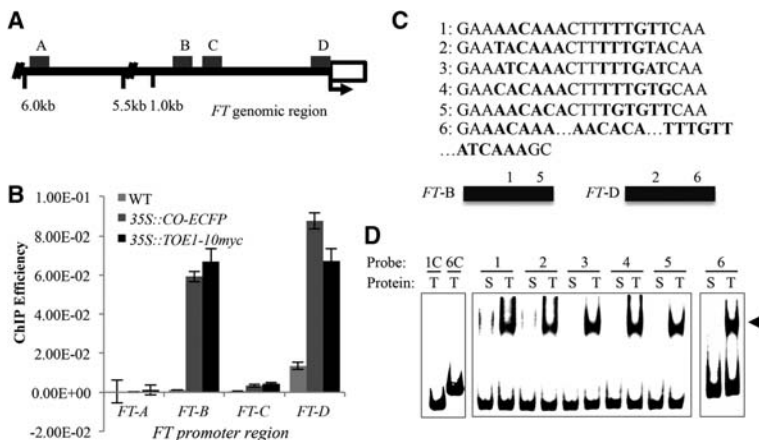 A
A B C D
6.0kb 5.5kb 1.0kb FT genomic region
B
WT
35S::CO-ECFP
35S::TOE1-10myc
ChIP Efficiency
1.00E-01
8.00E-02
6.00E-02
4.00E-02
2.00E-02
0.00E+00
-2.00E-02
FT-A FT-B FT-C FT-D
FT promoter region
C
1: GAAAACAAACTTTTTGTTCAA
2: GAATACAAACTTTTTGTACAA
3: GAAATCAAACTTTTTGATCAA
4: GAACACAAACTTTTTGTGCAA
5: GAAAACACACTTTGTGTTCAA
6: GAAAACAAA...AACACA...TTTGTT
...ATCAAAGC
1 5 2 6
FT-B FT-D
D
Probe: 1C 6C 1 2 3 4 5 6
Protein: T T S T S T S T S T S T S T